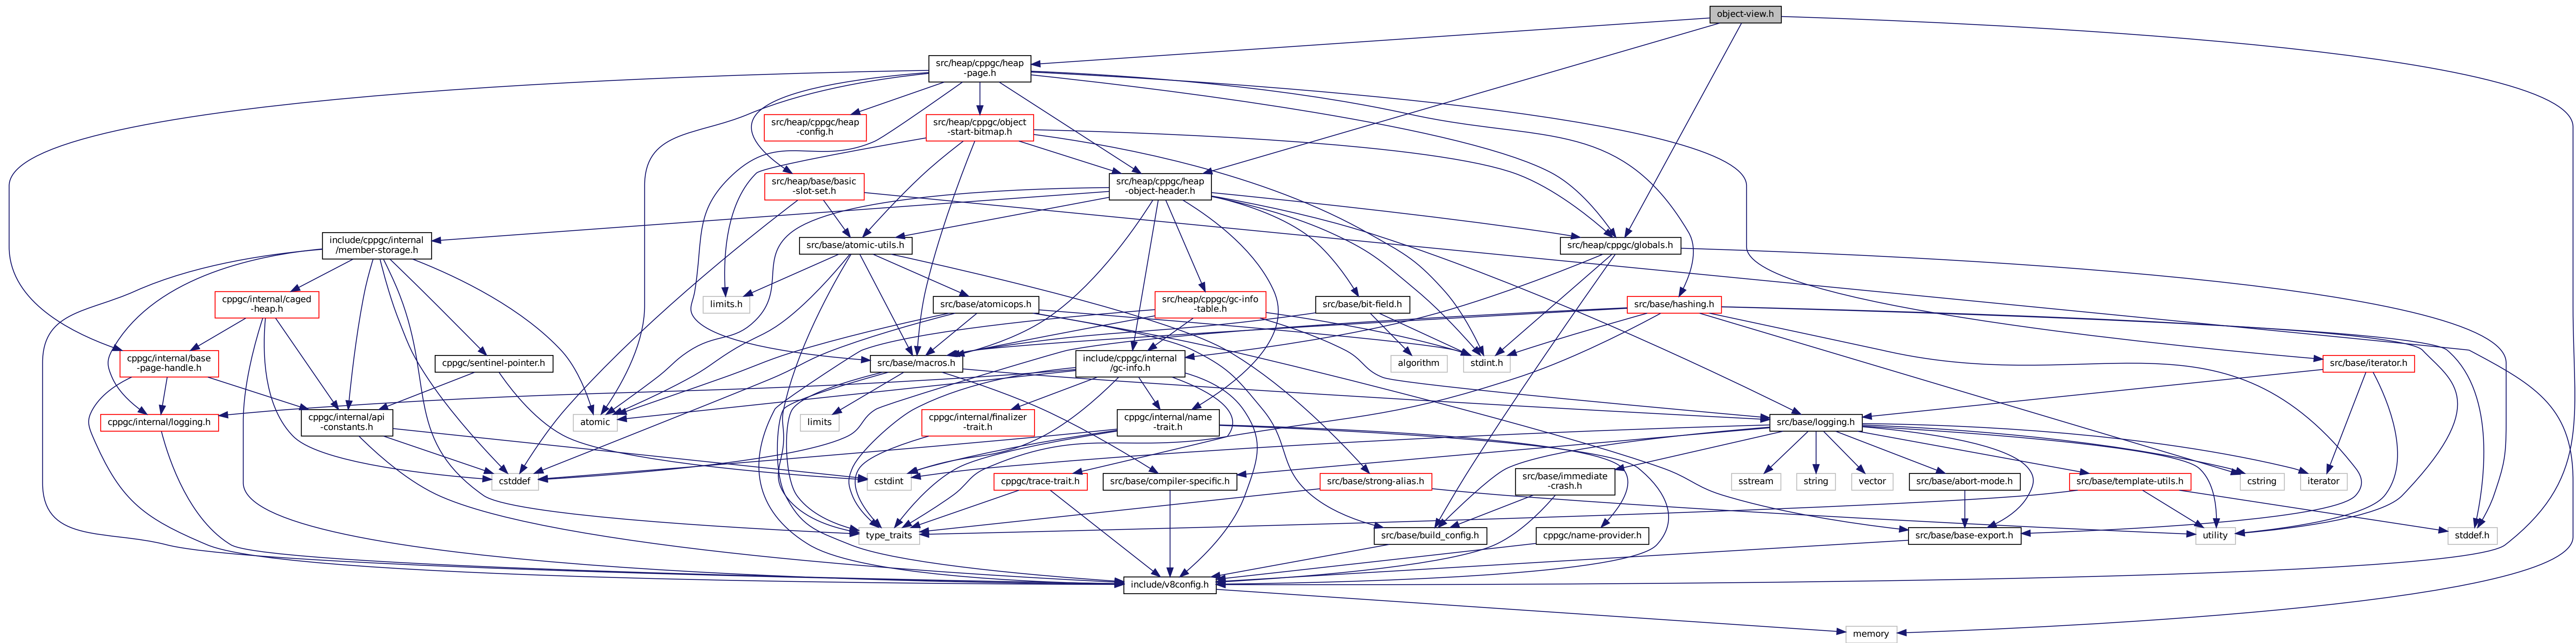 object-view.h
src/heap/cppgc/heap
-page.h
src/heap/cppgc/heap
-config.h
src/heap/cppgc/object
-start-bitmap.h
src/heap/base/basic
-slot-set.h
src/heap/cppgc/heap
-object-header.h
include/cppgc/internal
/member-storage.h
src/base/atomic-utils.h
src/heap/cppgc/globals.h
cppgc/internal/caged
-heap.h
limits.h
src/base/atomicops.h
src/heap/cppgc/gc-info
-table.h
src/base/bit-field.h
src/base/hashing.h
cppgc/internal/base
-page-handle.h
cppgc/sentinel-pointer.h
src/base/macros.h
include/cppgc/internal
/gc-info.h
algorithm
stdint.h
src/base/iterator.h
cppgc/internal/logging.h
cppgc/internal/api
-constants.h
atomic
limits
cppgc/internal/finalizer
-trait.h
cppgc/internal/name
-trait.h
src/base/logging.h
cstddef
cstdint
cppgc/trace-trait.h
src/base/compiler-specific.h
src/base/strong-alias.h
src/base/immediate
-crash.h
sstream
string
vector
src/base/abort-mode.h
src/base/template-utils.h
cstring
iterator
type_traits
src/base/build_config.h
cppgc/name-provider.h
src/base/base-export.h
utility
stddef.h
include/v8config.h
memory